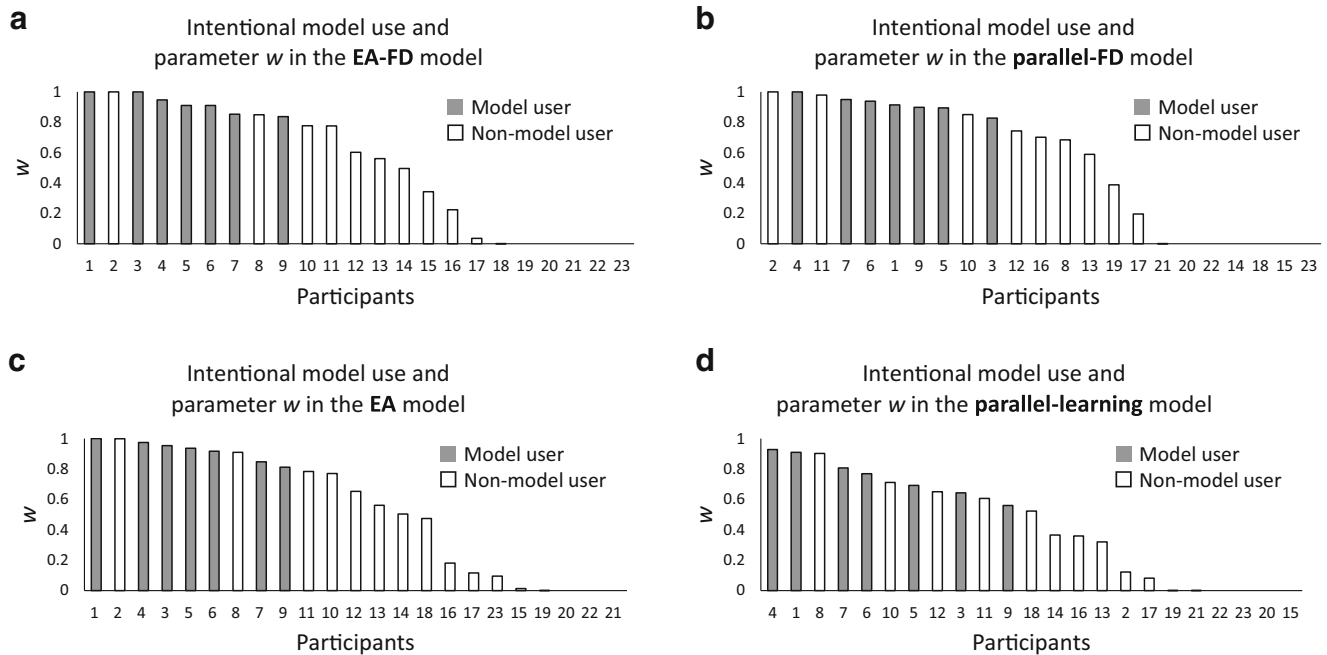 a
Intentional model use and
parameter w in the EA-FD model
1
0.8
0.6
0.4
0.2
0
w
Model user
Non-model user
1 2 3 4 5 6 7 8 9 10 11 12 13 14 15 16 17 18 19 20 21 22 23
Participants
b
Intentional model use and
parameter w in the parallel-FD model
1
0.8
0.6
0.4
0.2
0
w
Model user
Non-model user
2 4 11 7 6 1 9 5 10 3 12 16 8 13 19 17 21 20 22 14 18 15 23
Participants
c
Intentional model use and
parameter w in the EA model
1
0.8
0.6
0.4
0.2
0
w
Model user
Non-model user
1 2 4 3 5 6 8 7 9 11 10 12 13 14 18 16 17 23 15 19 20 22 21
Participants
d
Intentional model use and
parameter w in the parallel-learning model
1
0.8
0.6
0.4
0.2
0
w
Model user
Non-model user
4 1 8 7 6 10 5 12 3 11 9 18 14 16 13 2 17 19 21 22 23 20 15
Participants